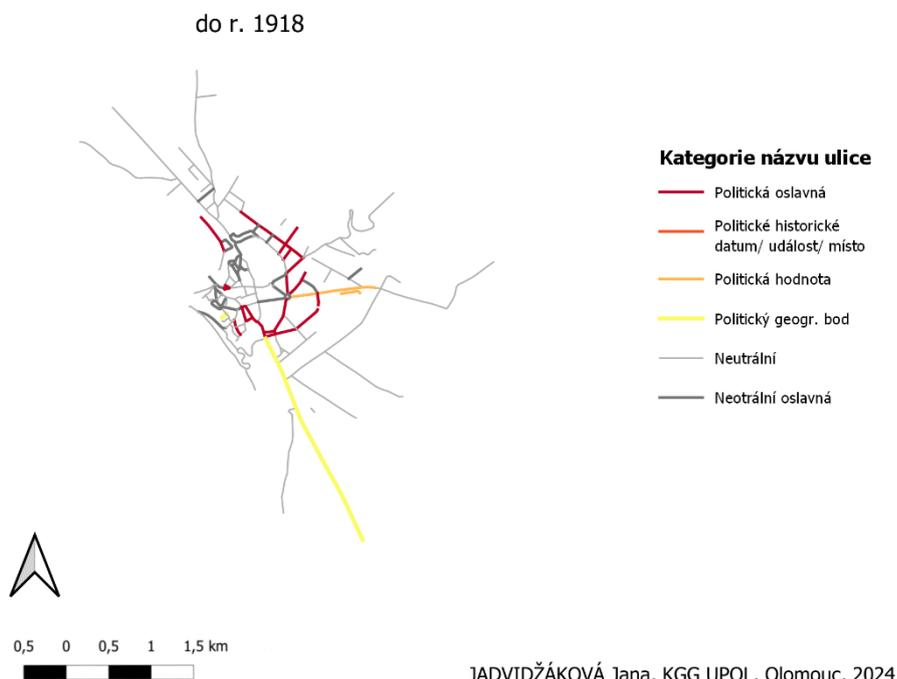 do r. 1918
Kategorie názvu ulice
Politická oslavná
Politické historické
datum/ událost/ místo
Politická hodnota
Politický geogr. bod
Neutrální
Neotrální oslavná
0,5 0 0,5 1 1,5 km
JADVIDŽÁKOVÁ Jana, KGG UPOL, Olomouc, 2024